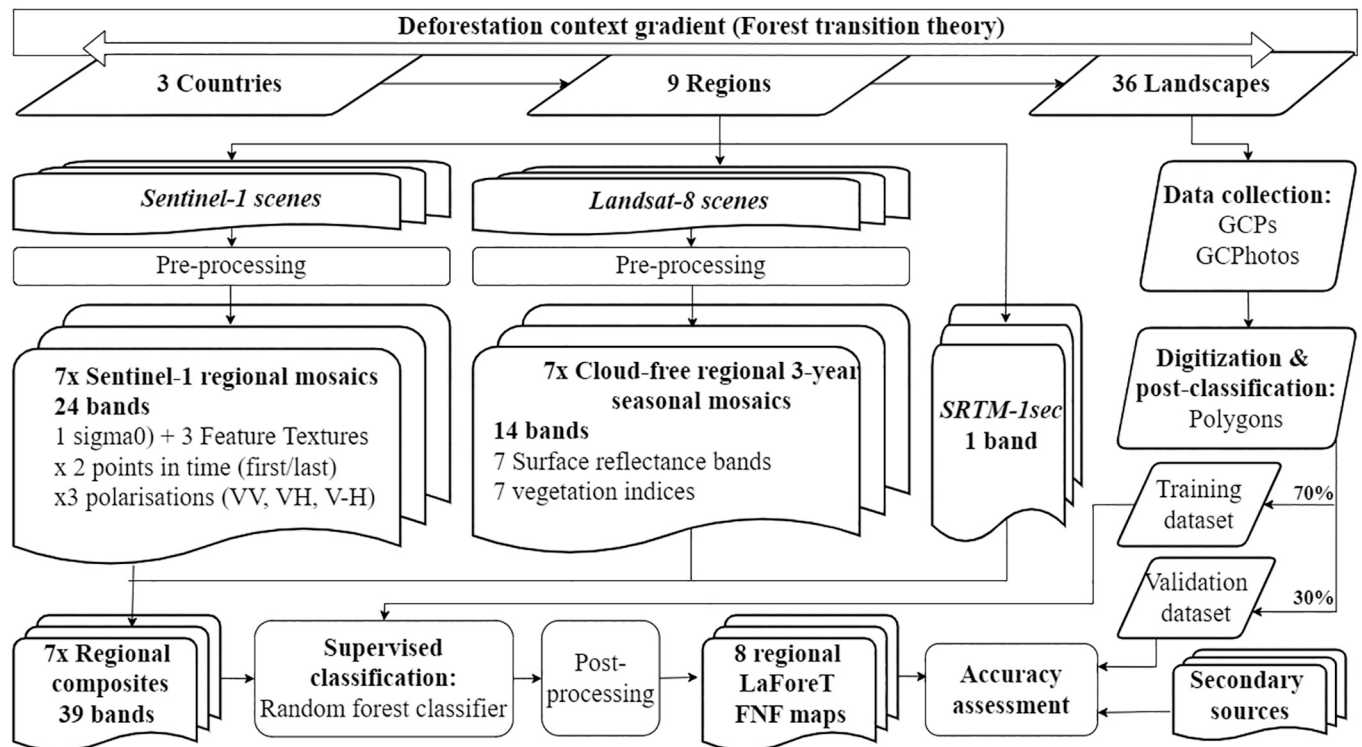 Deforestation context gradient (Forest transition theory)
3 Countries
9 Regions
36 Landscapes
Sentinel-1 scenes
Landsat-8 scenes
Data collection:
GCPs
GCPhotos
Pre-processing
Pre-processing
7x Sentinel-1 regional mosaics
24 bands
1 sigma0) + 3 Feature Textures
x 2 points in time (first/last)
x3 polarisations (VV, VH, V-H)
7x Cloud-free regional 3-year
seasonal mosaics
14 bands
7 Surface reflectance bands
7 vegetation indices
SRTM-1sec
1 band
Digitization &
post-classification:
Polygons
Training
dataset
70%
Validation
dataset
30%
7x Regional
composites
39 bands
Supervised
classification:
Random forest classifier
Post-
processing
8 regional
LaForeT
FNF maps
Accuracy
assessment
Secondary
sources